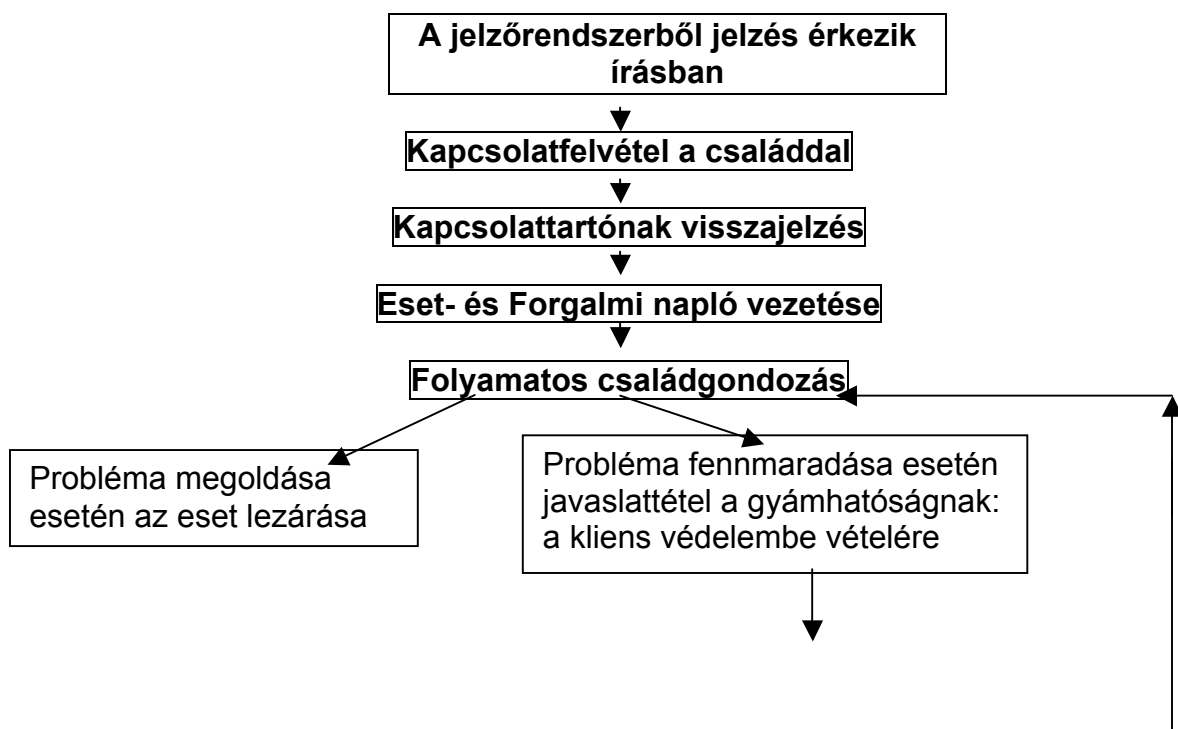 A jelzőrendszerből jelzés érkezik
írásban
Kapcsolatfelvétel a családdal
Kapcsolattartónak visszajelzés
Eset- és Forgalmi napló vezetése
Folyamatos családgondozás
Probléma megoldása
esetén az eset lezárása
Probléma fennmaradása esetén
javaslattétel a gyámhatóságnak:
a kliens védelembe vételére